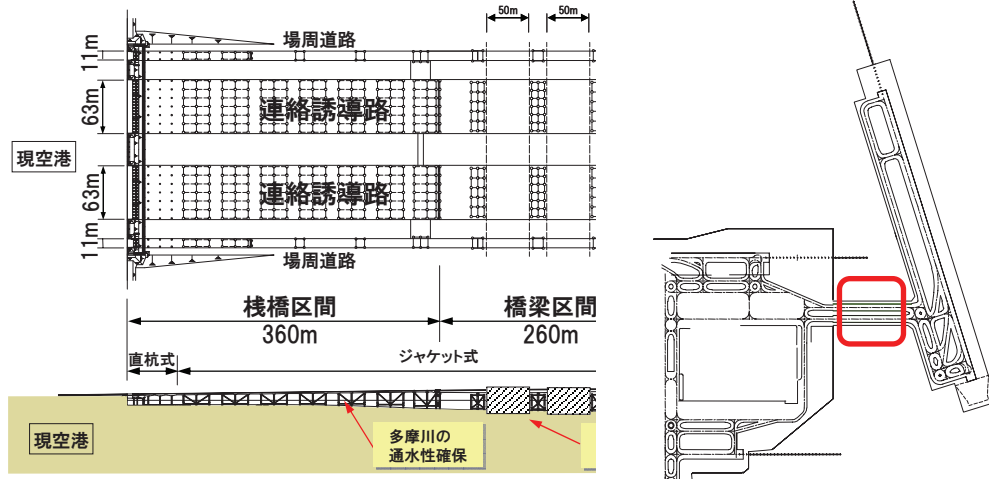 50m
50m
場周道路
11m
連絡誘導路
63m
現空港
63m
連絡誘導路
11m
場周道路
桟橋区間
橋梁区間
360m
260m
直杭式
ジャケット式
現空港
多摩川の
通水性確保